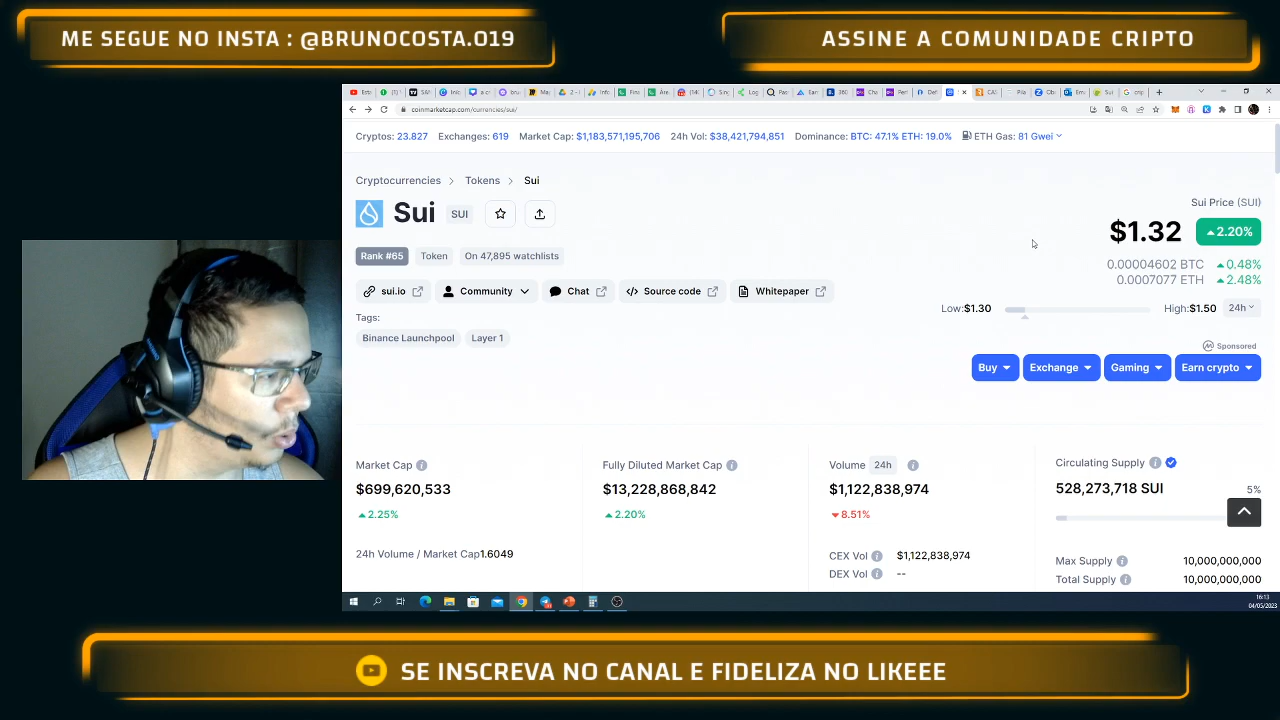 ME SEGUE NO INSTA : @BRUNOCOSTA.019
ASSINE A COMUNIDADE CRIPTO
coinmarketcap.com/currencies/sui/
Cryptos: 23.827 Exchanges: 619 Market Cap: $1,183,571,195,706 24h Vol: $38,421,794,851 Dominance: BTC: 47.1% ETH: 19.0% ETH Gas: 81 Gwei
Cryptocurrencies > Tokens > Sui
Sui SUI
Sui Price (SUI)
$1.32 2.20%
Rank #65 Token On 47,895 watchlists
0.00004602 BTC 0.48%
0.0007077 ETH 2.48%
sui.io Community Chat Source code Whitepaper
Low:$1.30 High:$1.50 24h
Tags:
Binance Launchpool Layer 1
Sponsored
Buy Exchange Gaming Earn crypto
Market Cap
$699,620,533
2.25%
24h Volume / Market Cap1.6049
Fully Diluted Market Cap
$13,228,868,842
2.20%
Volume 24h
$1,122,838,974
8.51%
CEX Vol $1,122,838,974
DEX Vol --
Circulating Supply
528,273,718 SUI 5%
Max Supply 10,000,000,000
Total Supply 10,000,000,000
16:13
04/05/2023
SE INSCREVA NO CANAL E FIDELIZA NO LIKEEE